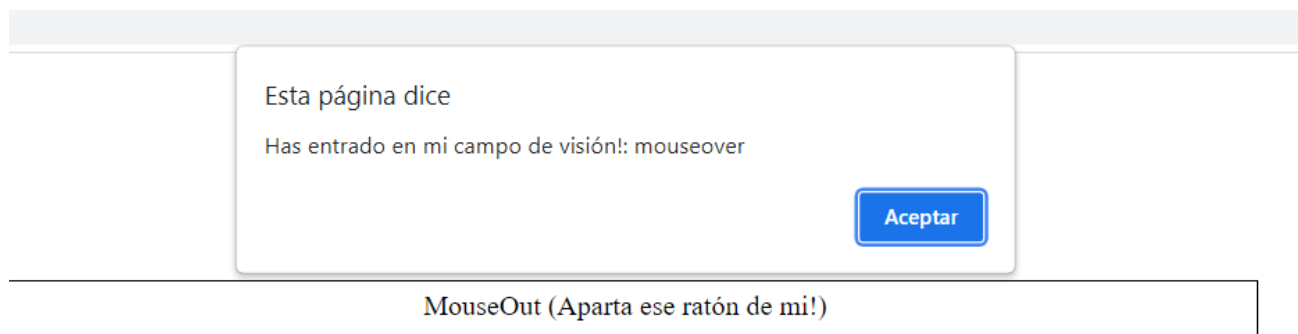 Esta página dice
Has entrado en mi campo de visión!: mouseover
Aceptar
MouseOut (Aparta ese ratón de mi!)